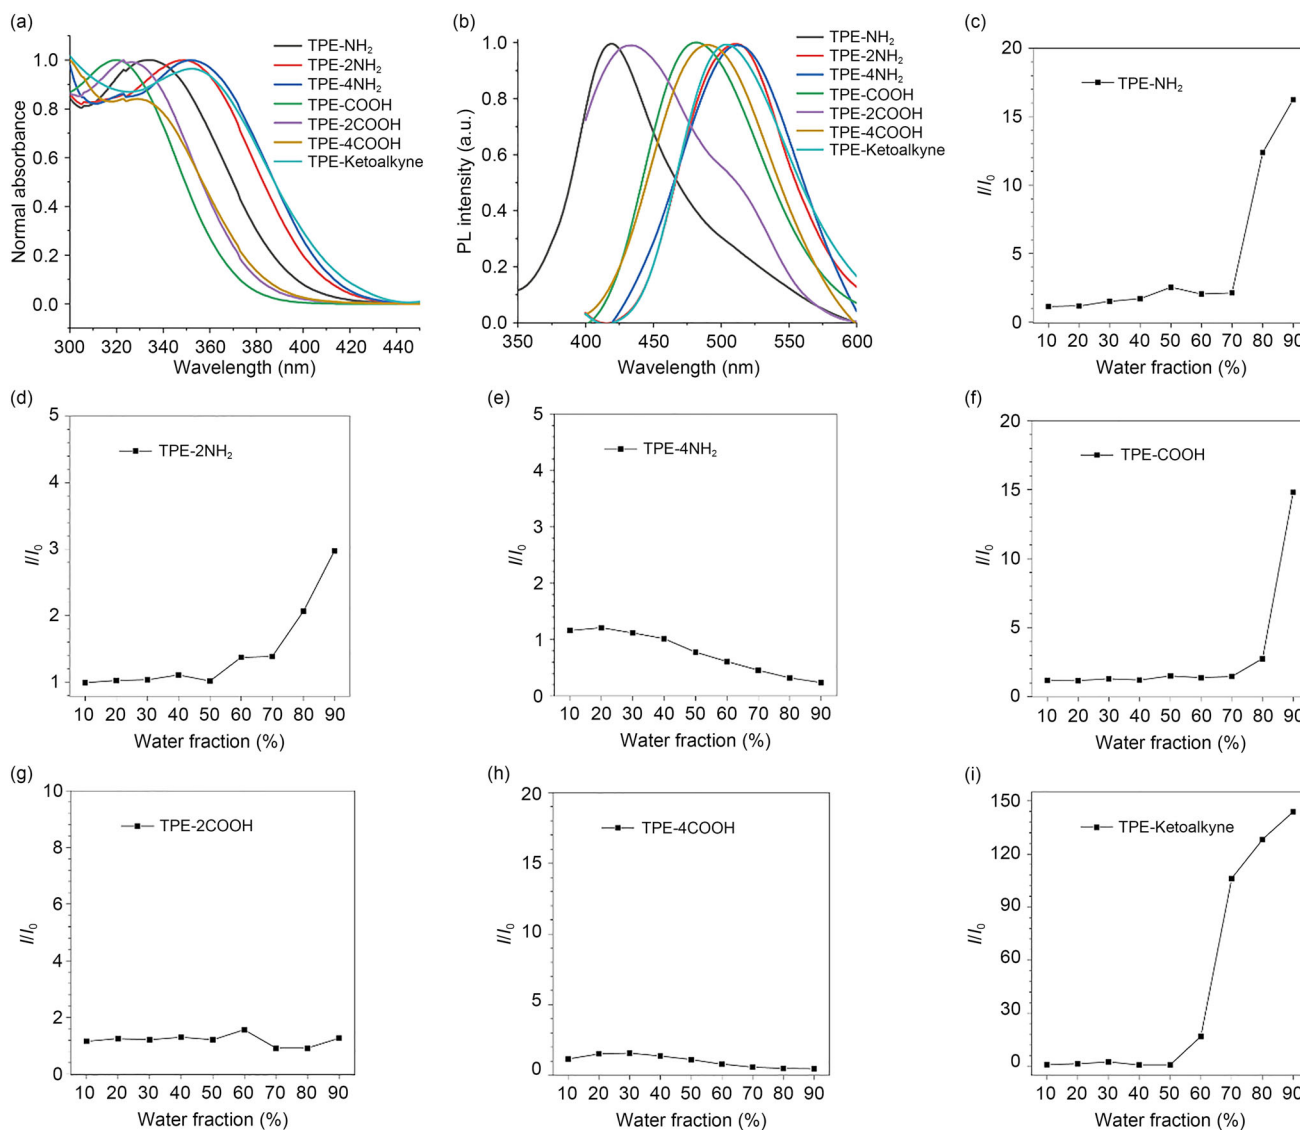 (a)
Normal absorbance
1.0
0.8
0.6
0.4
0.2
0.0
300 320 340 360 380 400 420 440
Wavelength (nm)
TPE-NH₂
TPE-2NH₂
TPE-4NH₂
TPE-COOH
TPE-2COOH
TPE-4COOH
TPE-Ketoalkyne
(b)
PL intensity (a.u.)
1.0
0.8
0.6
0.4
0.2
0.0
350 400 450 500 550 600
Wavelength (nm)
TPE-NH₂
TPE-2NH₂
TPE-4NH₂
TPE-COOH
TPE-2COOH
TPE-4COOH
TPE-Ketoalkyne
(c)
I/I₀
20
15
10
5
0
10 20 30 40 50 60 70 80 90
Water fraction (%)
TPE-NH₂
(d)
I/I₀
5
4
3
2
1
10 20 30 40 50 60 70 80 90
Water fraction (%)
TPE-2NH₂
(e)
I/I₀
5
4
3
2
1
0
10 20 30 40 50 60 70 80 90
Water fraction (%)
TPE-4NH₂
(f)
I/I₀
20
15
10
5
0
10 20 30 40 50 60 70 80 90
Water fraction (%)
TPE-COOH
(g)
I/I₀
10
8
6
4
2
0
10 20 30 40 50 60 70 80 90
Water fraction (%)
TPE-2COOH
(h)
I/I₀
20
15
10
5
0
10 20 30 40 50 60 70 80 90
Water fraction (%)
TPE-4COOH
(i)
I/I₀
150
120
90
60
30
0
10 20 30 40 50 60 70 80 90
Water fraction (%)
TPE-Ketoalkyne